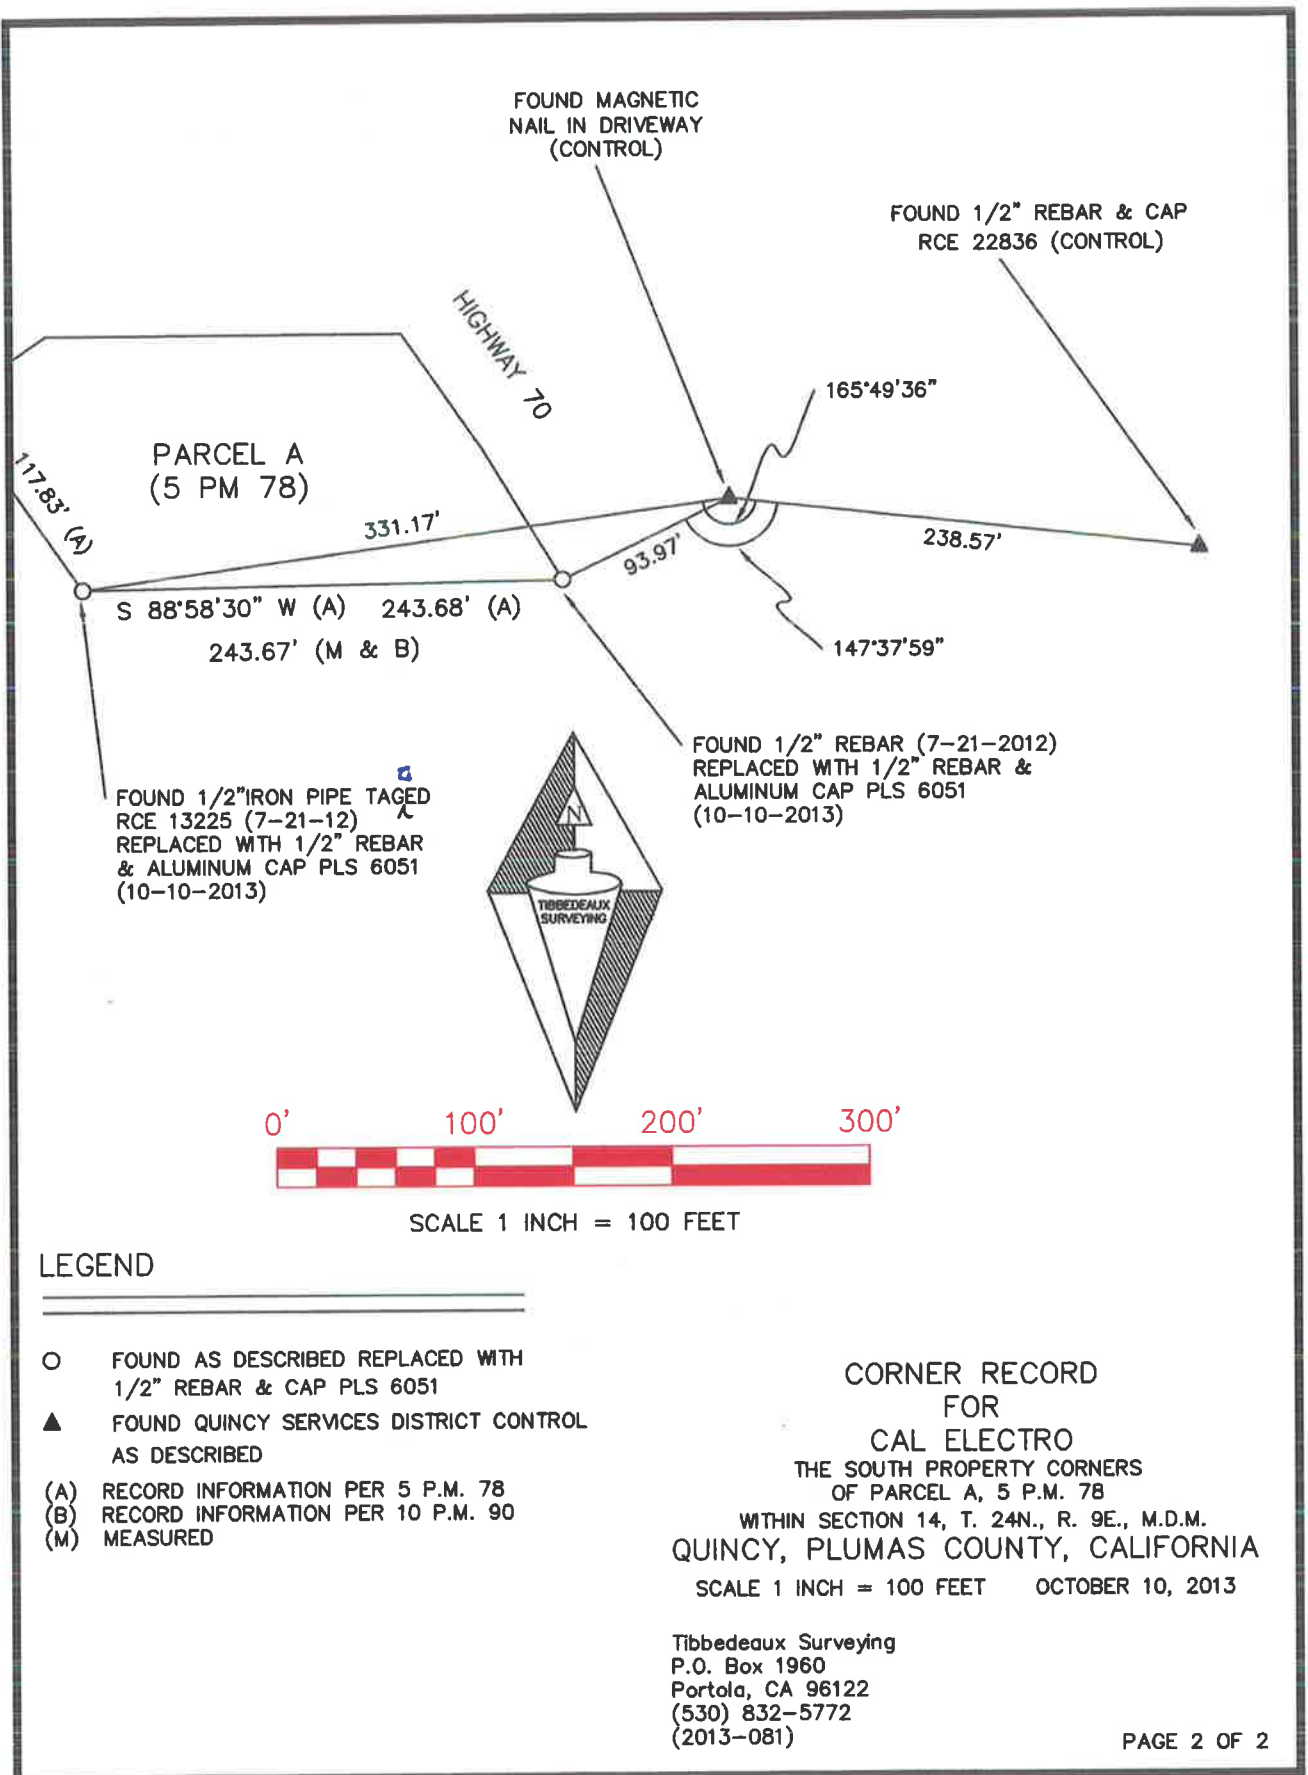 FOUND MAGNETIC
NAIL IN DRIVEWAY
(CONTROL)
FOUND 1/2" REBAR & CAP
RCE 22836 (CONTROL)
HIGHWAY 70
165°49'36"
PARCEL A
(5 PM 78)
117.83' (A)
331.17'
93.97'
238.57'
S 88°58'30" W (A) 243.68' (A)
243.67' (M & B)
147°37'59"
FOUND 1/2" REBAR (7-21-2012)
REPLACED WITH 1/2" REBAR &
ALUMINUM CAP PLS 6051
(10-10-2013)
G
FOUND 1/2"IRON PIPE TAGED
RCE 13225 (7-21-12)
REPLACED WITH 1/2" REBAR
& ALUMINUM CAP PLS 6051
(10-10-2013)
N
TIBBEDEAUX
SURVEYING
0' 100' 200' 300'
SCALE 1 INCH = 100 FEET
LEGEND
FOUND AS DESCRIBED REPLACED WITH
1/2" REBAR & CAP PLS 6051
FOUND QUINCY SERVICES DISTRICT CONTROL
AS DESCRIBED
(A) RECORD INFORMATION PER 5 P.M. 78
(B) RECORD INFORMATION PER 10 P.M. 90
(M) MEASURED
CORNER RECORD
FOR
CAL ELECTRO
THE SOUTH PROPERTY CORNERS
OF PARCEL A, 5 P.M. 78
WITHIN SECTION 14, T. 24N., R. 9E., M.D.M.
QUINCY, PLUMAS COUNTY, CALIFORNIA
SCALE 1 INCH = 100 FEET OCTOBER 10, 2013
Tibbedeaux Surveying
P.O. Box 1960
Portola, CA 96122
(530) 832-5772
(2013-081)
PAGE 2 OF 2